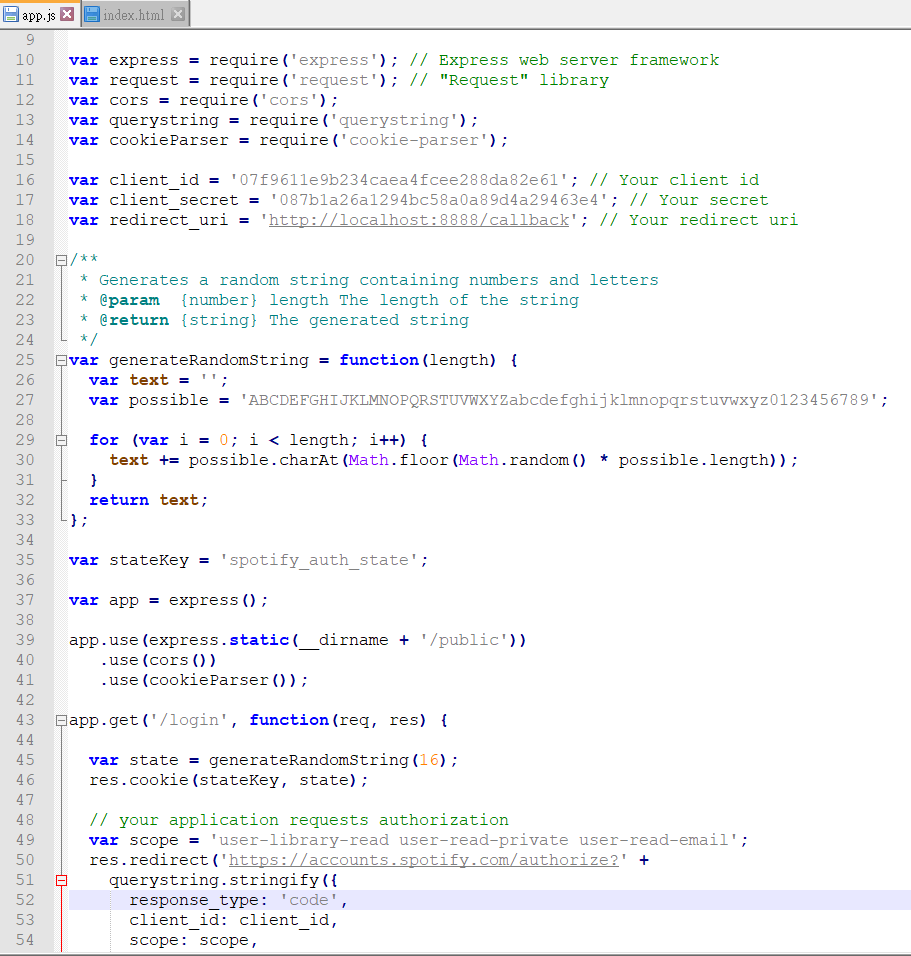 app.js index.html
9
10 var express = require('express'); // Express web server framework
11 var request = require('request'); // "Request" library
12 var cors = require('cors');
13 var querystring = require('querystring');
14 var cookieParser = require('cookie-parser');
15
16 var client_id = '07f9611e9b234caea4fcee288da82e61'; // Your client id
17 var client_secret = '087b1a26a1294bc58a0a89d4a29463e4'; // Your secret
18 var redirect_uri = 'http://localhost:8888/callback'; // Your redirect uri
19
20 /**
21  * Generates a random string containing numbers and letters
22  * @param  {number} length The length of the string
23  * @return {string} The generated string
24  */
25 var generateRandomString = function(length) {
26   var text = '';
27   var possible = 'ABCDEFGHIJKLMNOPQRSTUVWXYZabcdefghijklmnopqrstuvwxyz0123456789';
28
29   for (var i = 0; i < length; i++) {
30     text += possible.charAt(Math.floor(Math.random() * possible.length));
31   }
32   return text;
33 };
34
35 var stateKey = 'spotify_auth_state';
36
37 var app = express();
38
39 app.use(express.static(__dirname + '/public'))
40    .use(cors())
41    .use(cookieParser());
42
43 app.get('/login', function(req, res) {
44
45   var state = generateRandomString(16);
46   res.cookie(stateKey, state);
47
48   // your application requests authorization
49   var scope = 'user-library-read user-read-private user-read-email';
50   res.redirect('https://accounts.spotify.com/authorize?' +
51     querystring.stringify({
52       response_type: 'code',
53       client_id: client_id,
54       scope: scope,